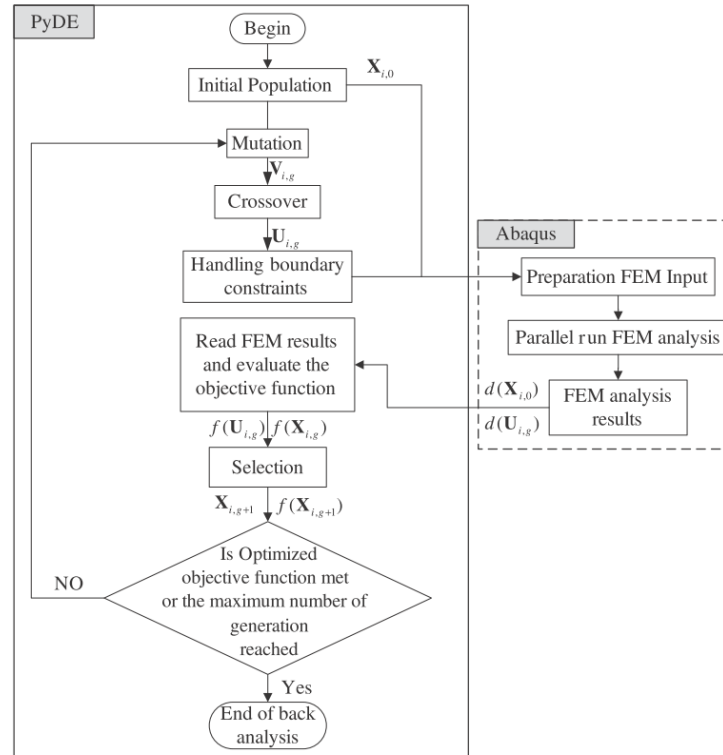 PyDE
Begin
Initial Population
X_{i,0}
Mutation
V_{i,g}
Crossover
U_{i,g}
Handling boundary
constraints
Abaqus
Preparation FEM Input
Parallel run FEM analysis
FEM analysis
results
d(X_{i,0})
d(U_{i,g})
Read FEM results
and evaluate the
objective function
f(U_{i,g}) f(X_{i,g})
Selection
X_{i,g+1} f(X_{i,g+1})
Is Optimized
objective function met
or the maximum number of
generation
reached
NO
Yes
End of back
analysis